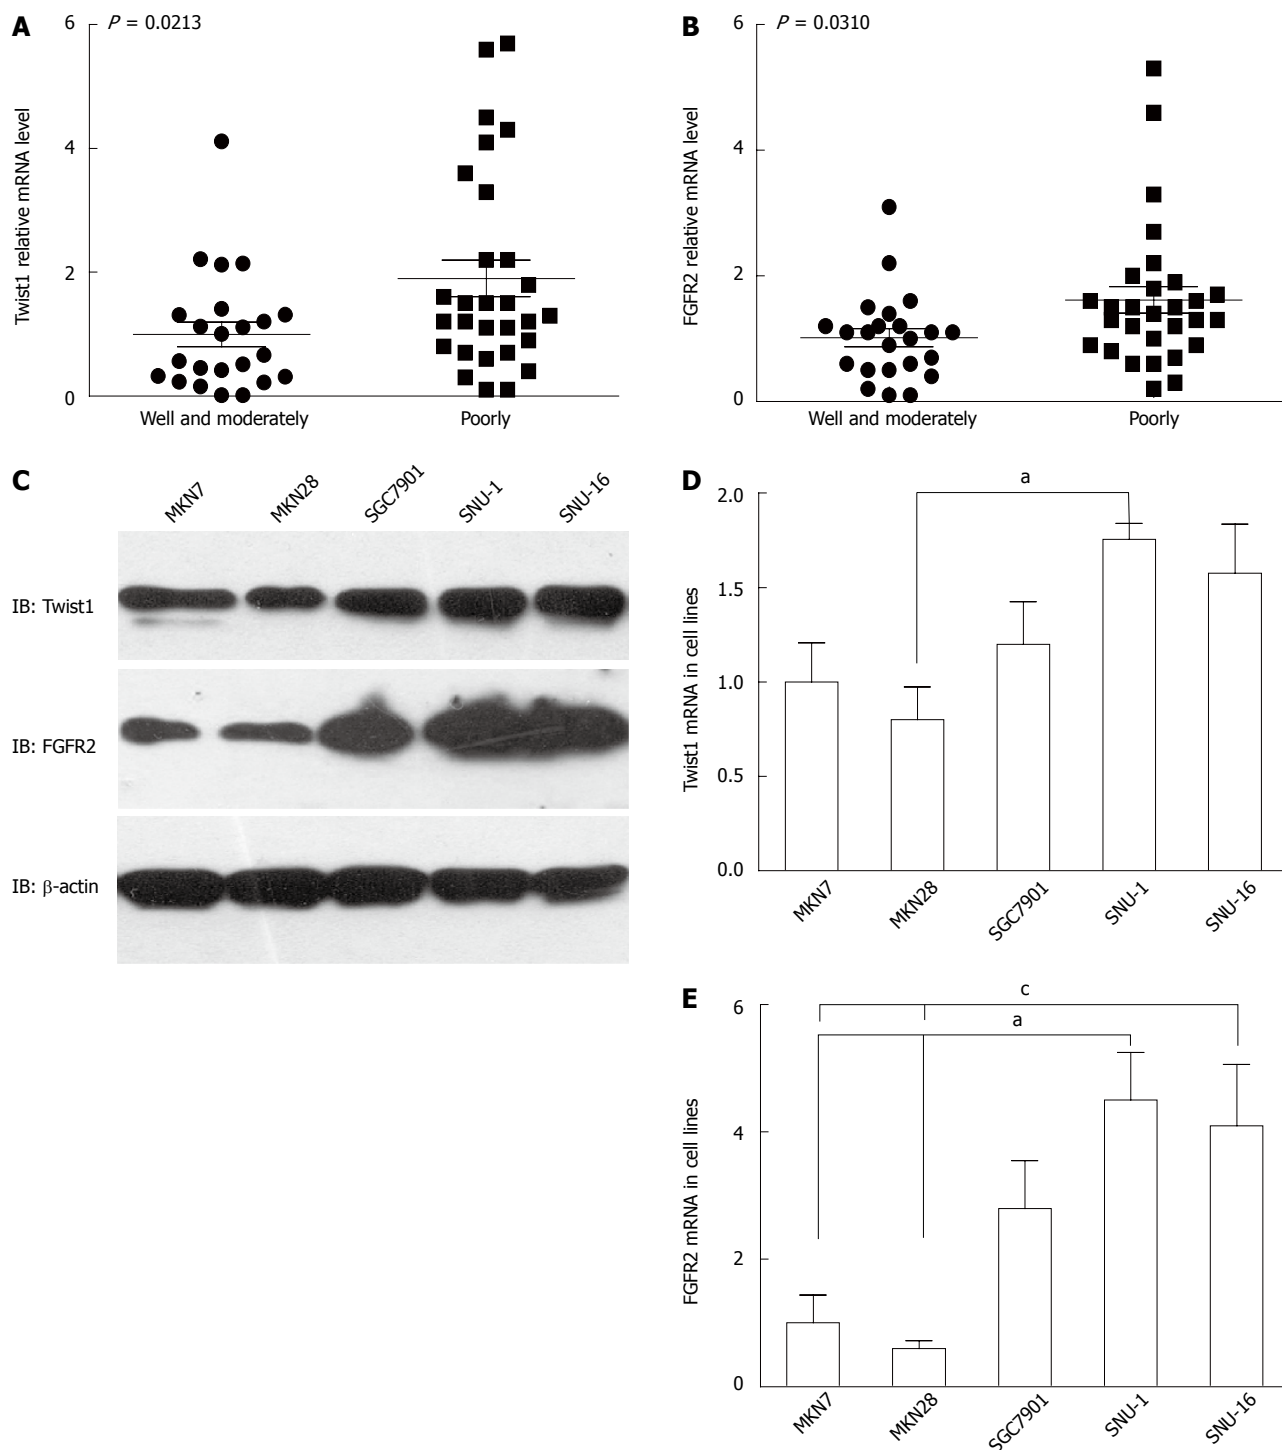 A
P = 0.0213
Twist1 relative mRNA level
6
4
2
0
Well and moderately
Poorly
B
P = 0.0310
FGFR2 relative mRNA level
6
4
2
0
Well and moderately
Poorly
C
MKN7
MKN28
SGC7901
SNU-1
SNU-16
IB: Twist1
IB: FGFR2
IB: β-actin
D
a
Twist1 mRNA in cell lines
2.0
1.5
1.0
0.5
0.0
MKN7
MKN28
SGC7901
SNU-1
SNU-16
E
c
a
FGFR2 mRNA in cell lines
6
4
2
0
MKN7
MKN28
SGC7901
SNU-1
SNU-16